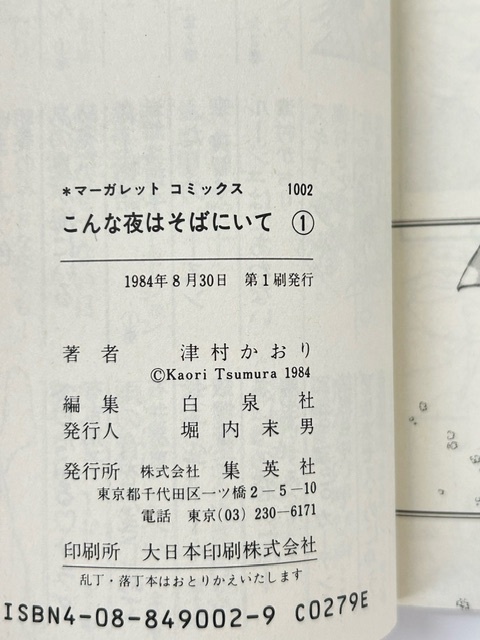 *マーガレット コミックス 1002
こんな夜はそばにいて ①
1984年8月30日 第1刷発行
著者 津村かおり
©Kaori Tsumura 1984
編集 白泉社
発行人 堀内末男
発行所 株式会社 集英社
東京都千代田区一ツ橋2-5-10
電話 東京(03) 230-6171
印刷所 大日本印刷株式会社
乱丁・落丁本はおとりかえいたします
ISBN4-08-849002-9 C0279E